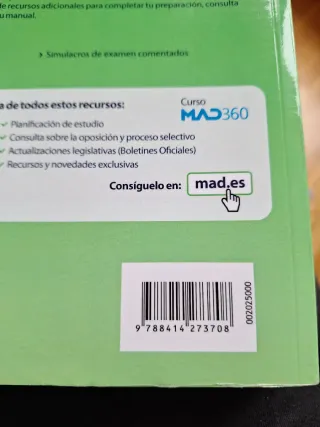 de recursos adicionales para completar tu preparación, consulta
u manual.
› Simulacros de examen comentados
a de todos estos recursos:
Curso
MAD360
✓ Planificación de estudio
✓ Consulta sobre la oposición y proceso selectivo
✓ Actualizaciones legislativas (Boletines Oficiales)
✓ Recursos y novedades exclusivas
Consíguelo en: mad.es
9 788414 273708
002025000